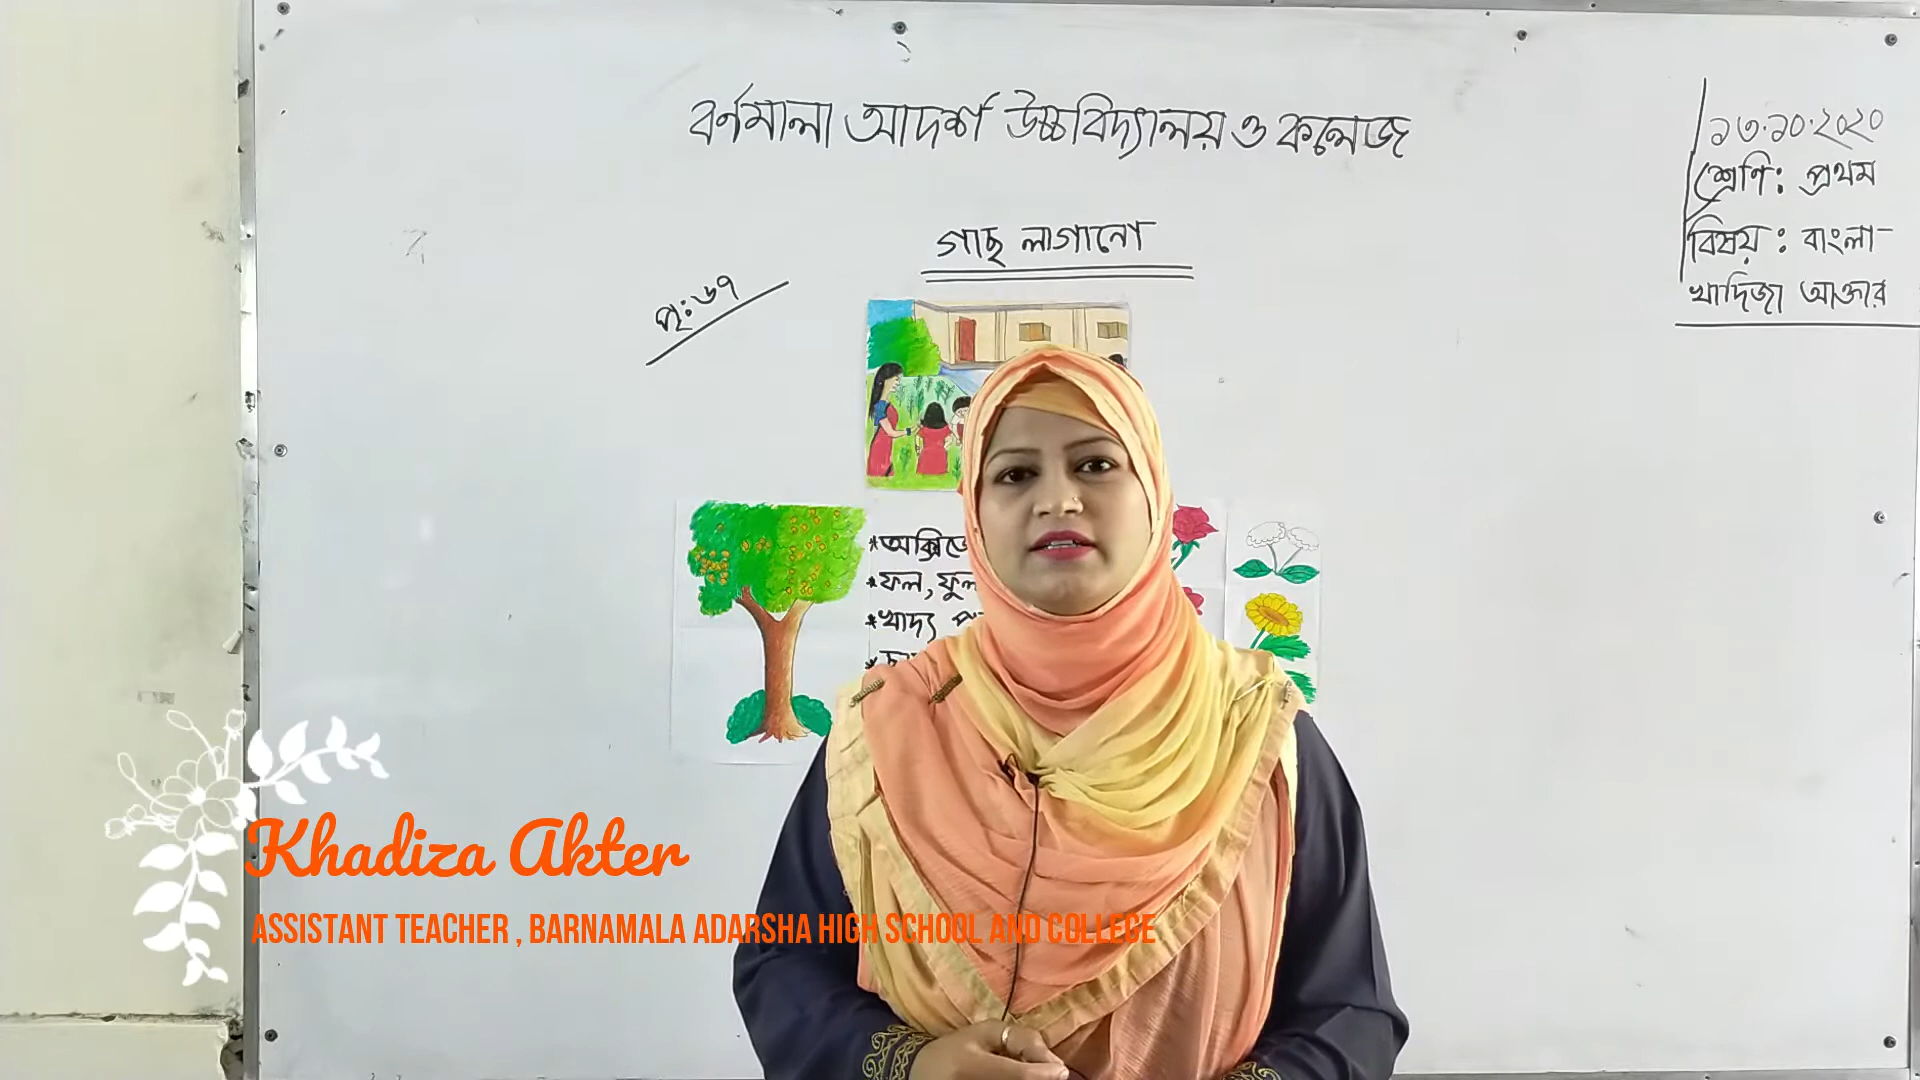 বর্ণমালা আদর্শ উচ্চবিদ্যালয় ও কলেজ
১৩.১০.২০২০
শ্রেণি: প্রথম
বিষয়: বাংলা
খাদিজা আক্তার
গাছ লাগানো
পৃ: ৬৭
*ফল, ফুল
*খাদ্য
Khadiza Akter
ASSISTANT TEACHER , BARNAMALA ADARSHA HIGH SCHOOL AND COLLEGE